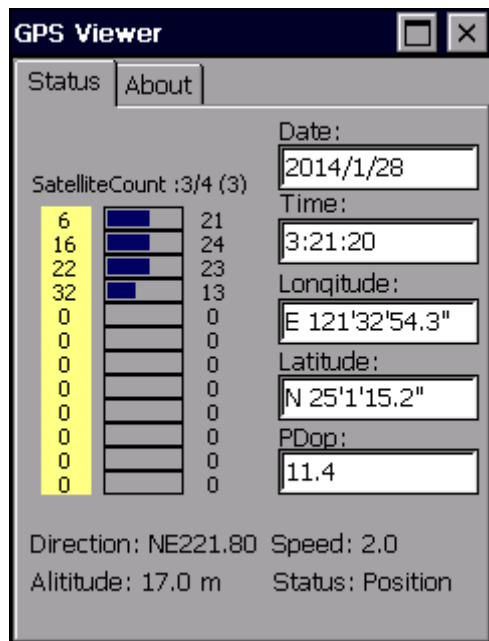 GPS Viewer
Status About
SatelliteCount :3/4 (3)
6 21
16 24
22 23
32 13
0 0
0 0
0 0
0 0
0 0
0 0
0 0
0 0
Date:
2014/1/28
Time:
3:21:20
Longitude:
E 121'32'54.3"
Latitude:
N 25'1'15.2"
PDop:
11.4
Direction: NE221.80 Speed: 2.0
Alititude: 17.0 m Status: Position